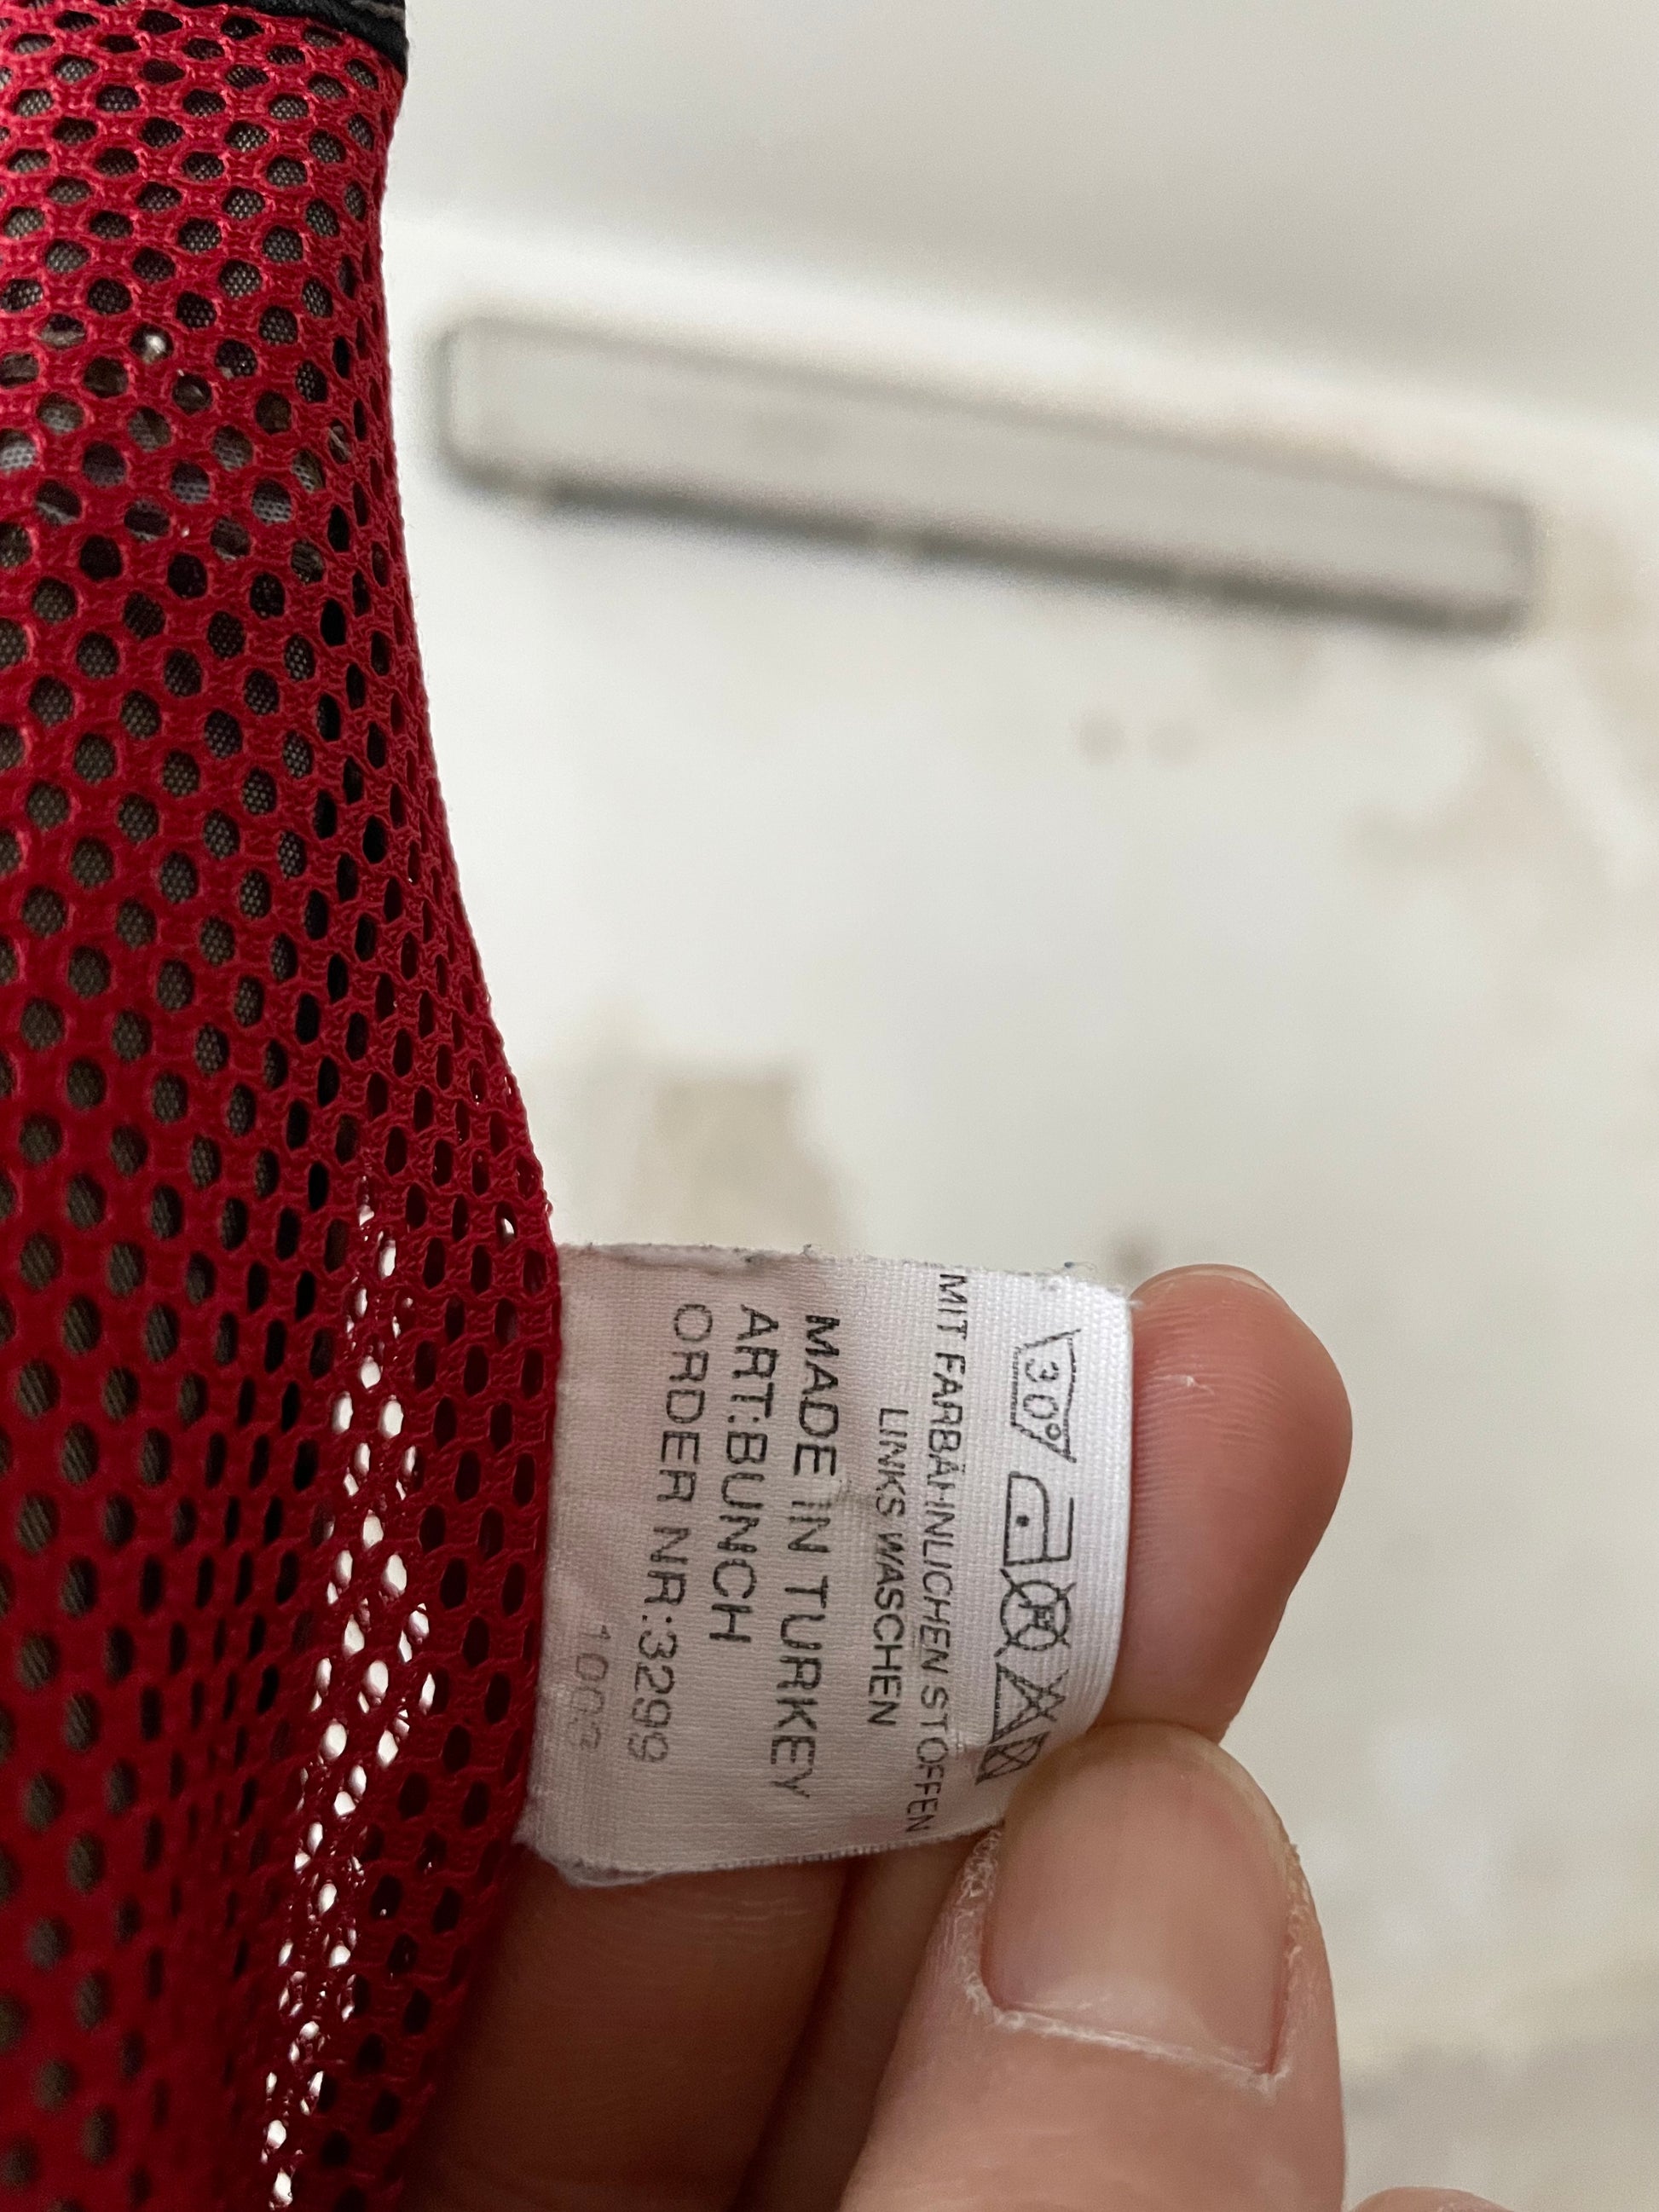 30°
MIT FARBÄHNLICHEN STOFFEN
LINKS WASCHEN
MADE IN TURKEY
ART:BUNCH
ORDER NR:3299